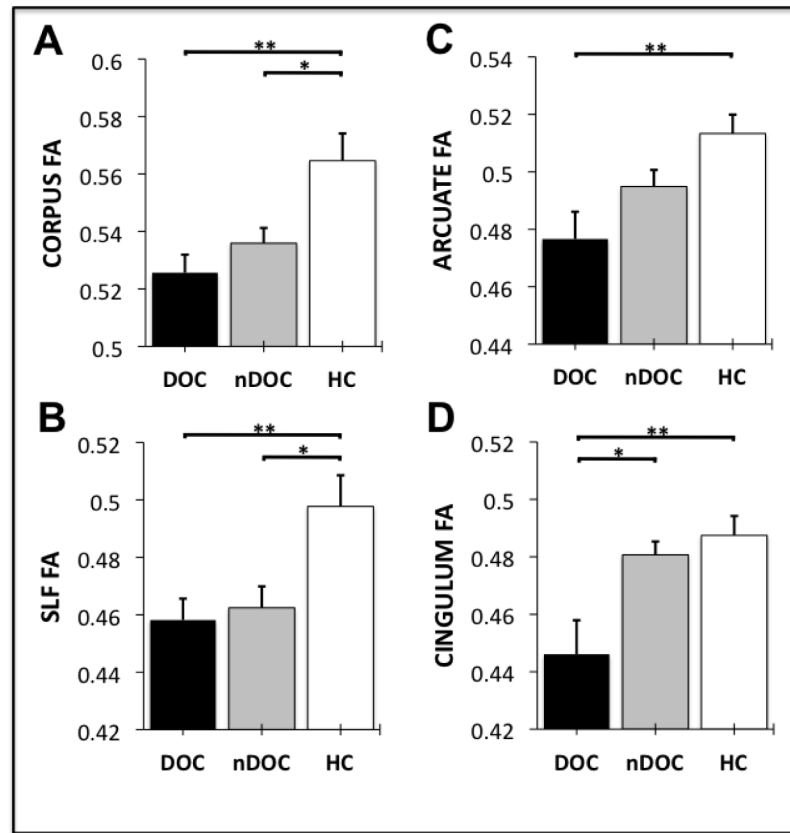 A
CORPUS FA
0.6
0.58
0.56
0.54
0.52
0.5
**
*
DOC nDOC HC
B
SLF FA
0.52
0.5
0.48
0.46
0.44
0.42
**
*
DOC nDOC HC
C
ARCUATE FA
0.54
0.52
0.5
0.48
0.46
0.44
**
DOC nDOC HC
D
CINGULUM FA
0.52
0.5
0.48
0.46
0.44
0.42
**
*
DOC nDOC HC